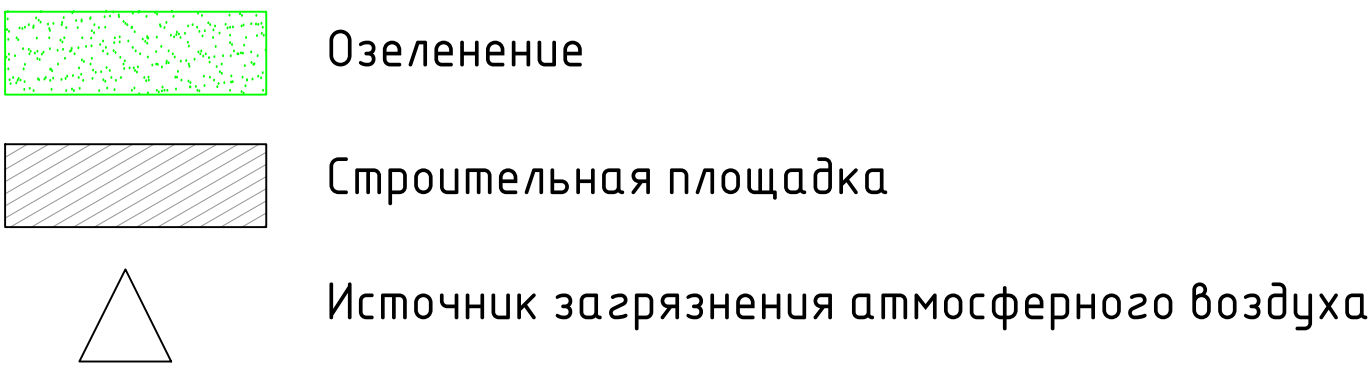 Озеленение
Строительная площадка
Источник загрязнения атмосферного воздуха